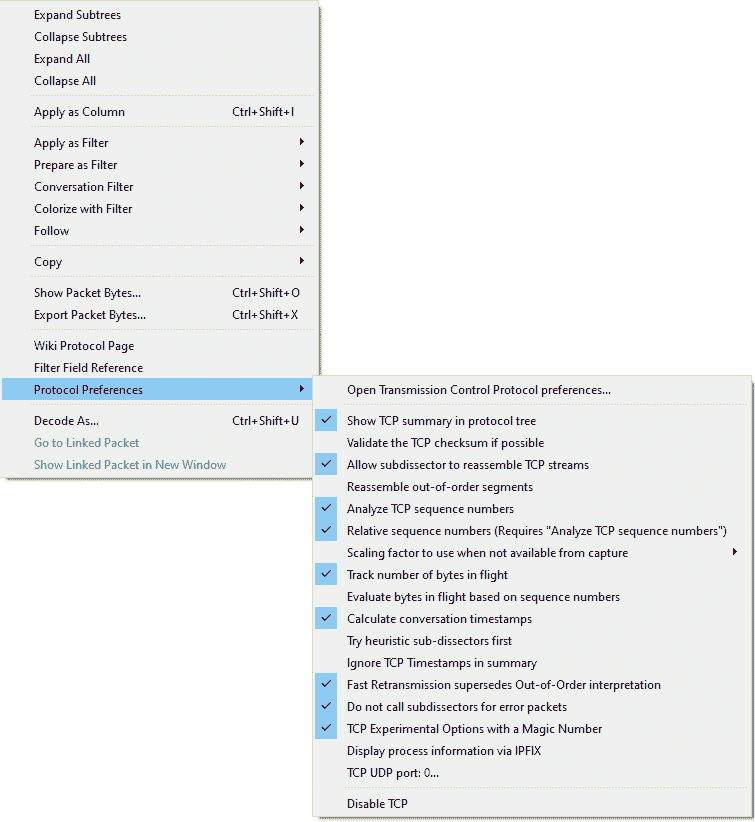 Expand Subtrees
Collapse Subtrees
Expand All
Collapse All
Apply as Column Ctrl+Shift+I
Apply as Filter
Prepare as Filter
Conversation Filter
Colorize with Filter
Follow
Copy
Show Packet Bytes... Ctrl+Shift+O
Export Packet Bytes... Ctrl+Shift+X
Wiki Protocol Page
Filter Field Reference
Protocol Preferences
Decode As... Ctrl+Shift+U
Go to Linked Packet
Show Linked Packet in New Window
Open Transmission Control Protocol preferences...
Show TCP summary in protocol tree
Validate the TCP checksum if possible
Allow subdissector to reassemble TCP streams
Reassemble out-of-order segments
Analyze TCP sequence numbers
Relative sequence numbers (Requires "Analyze TCP sequence numbers")
Scaling factor to use when not available from capture
Track number of bytes in flight
Evaluate bytes in flight based on sequence numbers
Calculate conversation timestamps
Try heuristic sub-dissectors first
Ignore TCP Timestamps in summary
Fast Retransmission supersedes Out-of-Order interpretation
Do not call subdissectors for error packets
TCP Experimental Options with a Magic Number
Display process information via IPFIX
TCP UDP port: 0...
Disable TCP